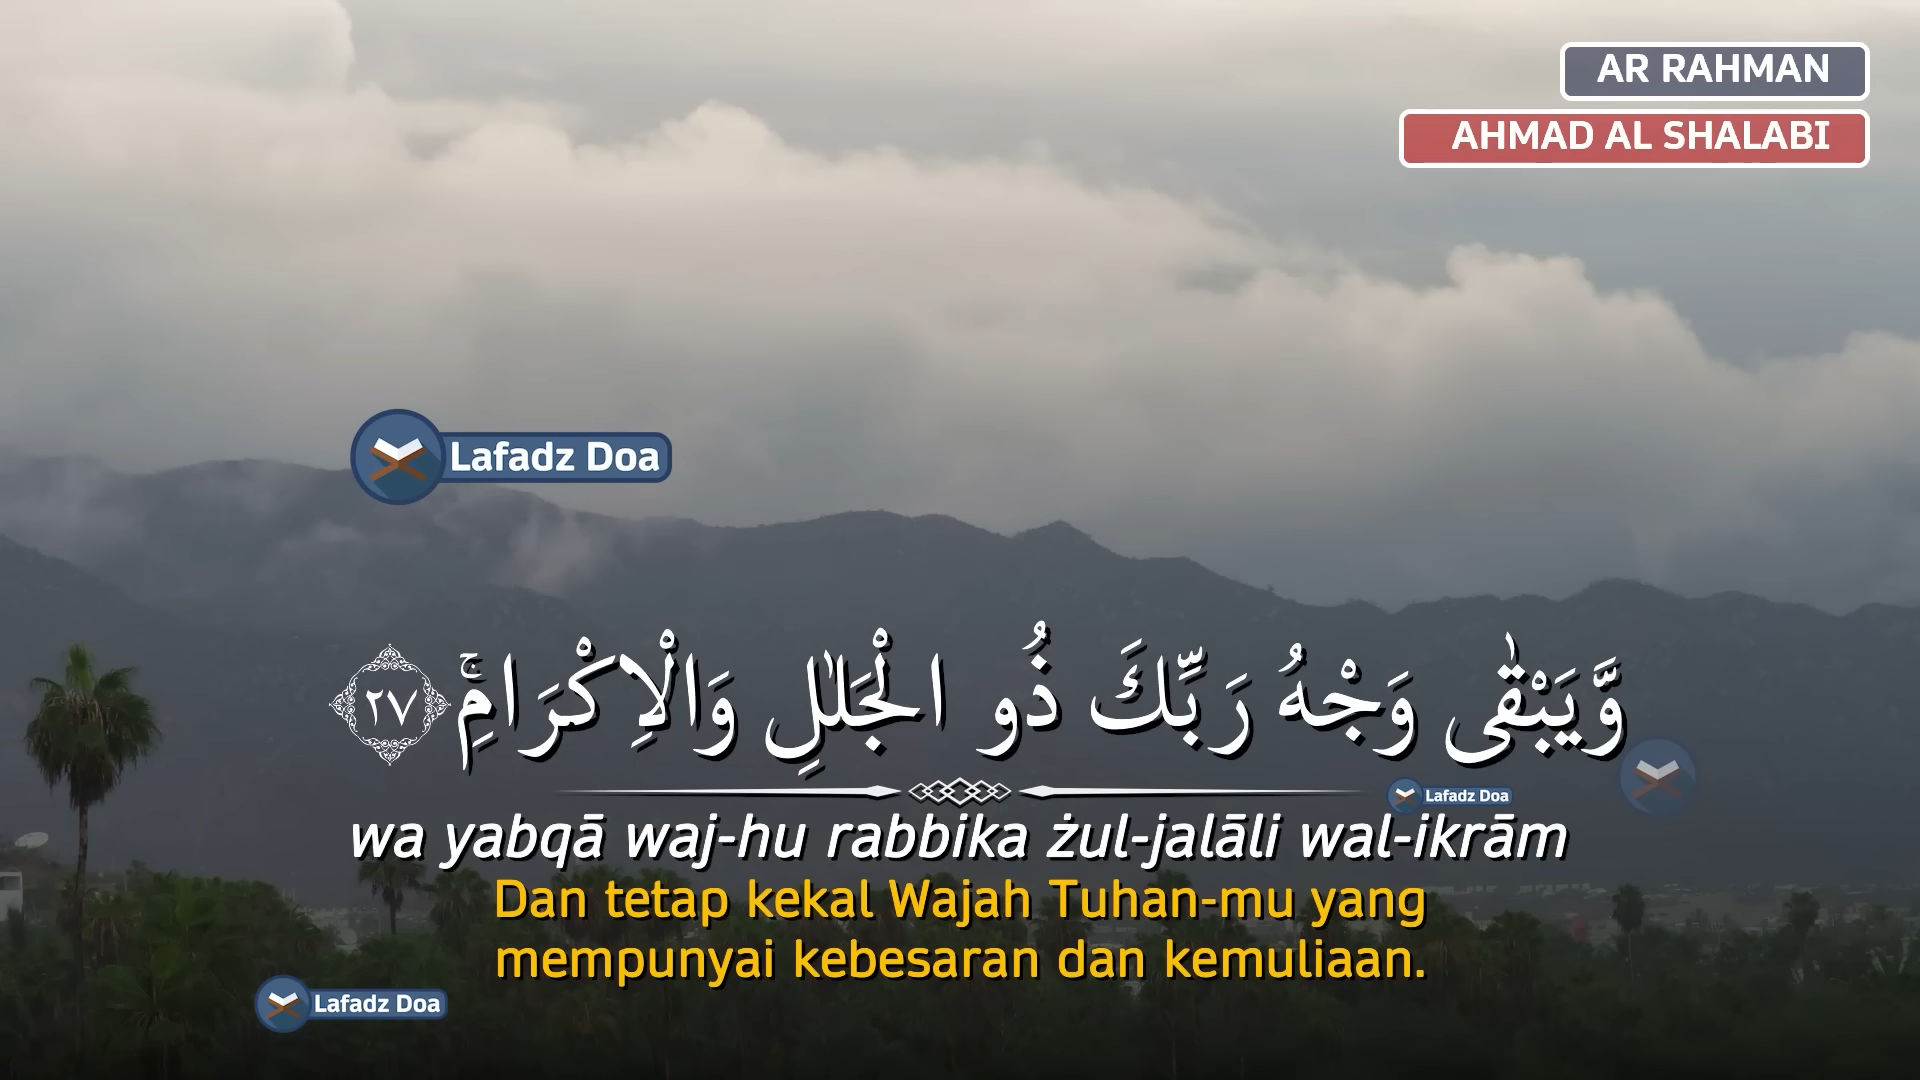 AR RAHMAN
AHMAD AL SHALABI
Lafadz Doa
وَّيَبْقٰى وَجْهُ رَبِّكَ ذُو الْجَلٰلِ وَالْاِكْرَامِۚ ٢٧
Lafadz Doa
wa yabqā waj-hu rabbika żul-jalāli wal-ikrām
Dan tetap kekal Wajah Tuhan-mu yang
mempunyai kebesaran dan kemuliaan.
Lafadz Doa